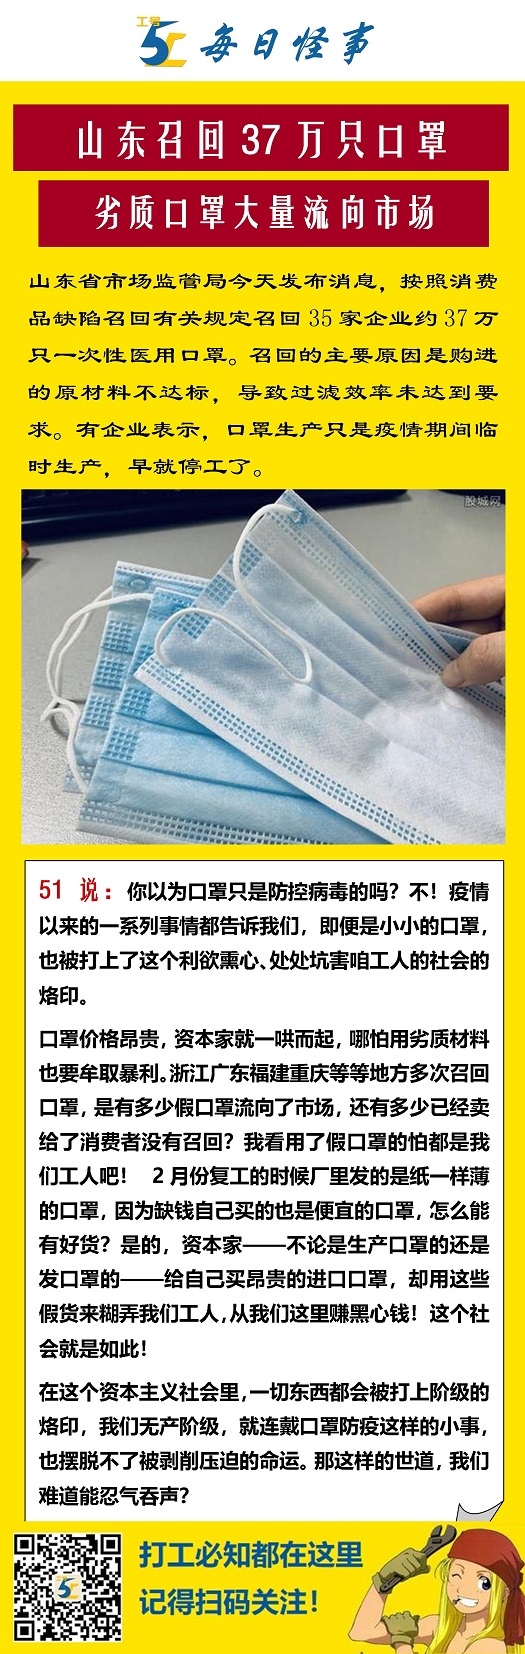 工号
51
每日怪事
山东召回 37 万只口罩
劣质口罩大量流向市场
山东省市场监管局今天发布消息，按照消费
品缺陷召回有关规定召回 35 家企业约 37 万
只一次性医用口罩。召回的主要原因是购进
的原材料不达标，导致过滤效率未达到要
求。有企业表示，口罩生产只是疫情期间临
时生产，早就停工了。
股城网
51 说：你以为口罩只是防控病毒的吗？不！疫情
以来的一系列事情都告诉我们，即便是小小的口罩，
也被打上了这个利欲熏心、处处坑害咱工人的社会的
烙印。
口罩价格昂贵，资本家就一哄而起，哪怕用劣质材料
也要牟取暴利。浙江广东福建重庆等等地方多次召回
口罩，是有多少假口罩流向了市场，还有多少已经卖
给了消费者没有召回？我看用了假口罩的怕都是我
们工人吧！ 2 月份复工的时候厂里发的是纸一样薄
的口罩，因为缺钱自己买的也是便宜的口罩，怎么能
有好货？是的，资本家——不论是生产口罩的还是
发口罩的——给自己买昂贵的进口口罩，却用这些
假货来糊弄我们工人，从我们这里赚黑心钱！这个社
会就是如此！
在这个资本主义社会里，一切东西都会被打上阶级的
烙印，我们无产阶级，就连戴口罩防疫这样的小事，
也摆脱不了被剥削压迫的命运。那这样的世道，我们
难道能忍气吞声？
打工必知都在这里
记得扫码关注！